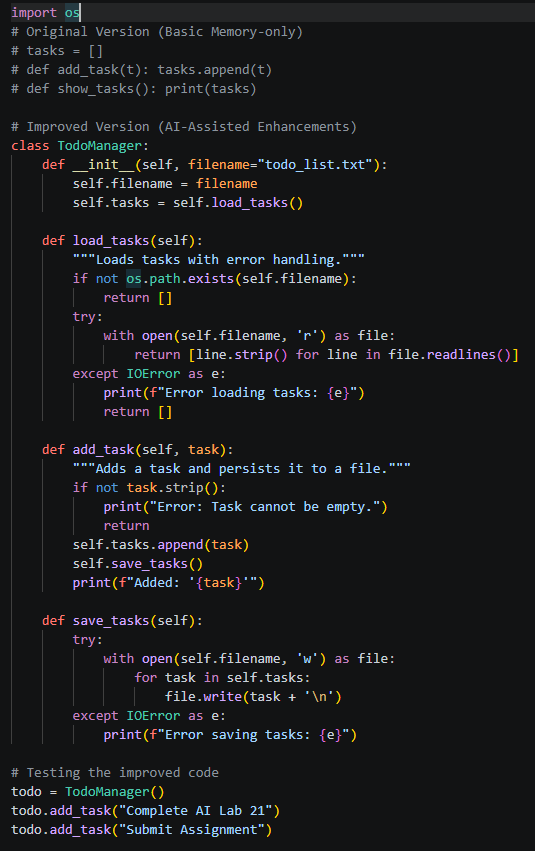 import os
# Original Version (Basic Memory-only)
# tasks = []
# def add_task(t): tasks.append(t)
# def show_tasks(): print(tasks)

# Improved Version (AI-Assisted Enhancements)
class TodoManager:
    def __init__(self, filename="todo_list.txt"):
        self.filename = filename
        self.tasks = self.load_tasks()

    def load_tasks(self):
        """Loads tasks with error handling."""
        if not os.path.exists(self.filename):
            return []
        try:
            with open(self.filename, 'r') as file:
                return [line.strip() for line in file.readlines()]
        except IOError as e:
            print(f"Error loading tasks: {e}")
            return []

    def add_task(self, task):
        """Adds a task and persists it to a file."""
        if not task.strip():
            print("Error: Task cannot be empty.")
            return
        self.tasks.append(task)
        self.save_tasks()
        print(f"Added: '{task}'")

    def save_tasks(self):
        try:
            with open(self.filename, 'w') as file:
                for task in self.tasks:
                    file.write(task + '\n')
        except IOError as e:
            print(f"Error saving tasks: {e}")

# Testing the improved code
todo = TodoManager()
todo.add_task("Complete AI Lab 21")
todo.add_task("Submit Assignment")